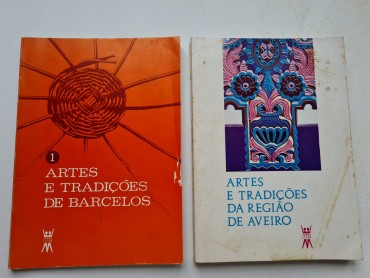 1
ARTES
E TRADIÇÕES
DE BARCELOS
ARTES
E TRADIÇÕES
DA REGIÃO
DE AVEIRO